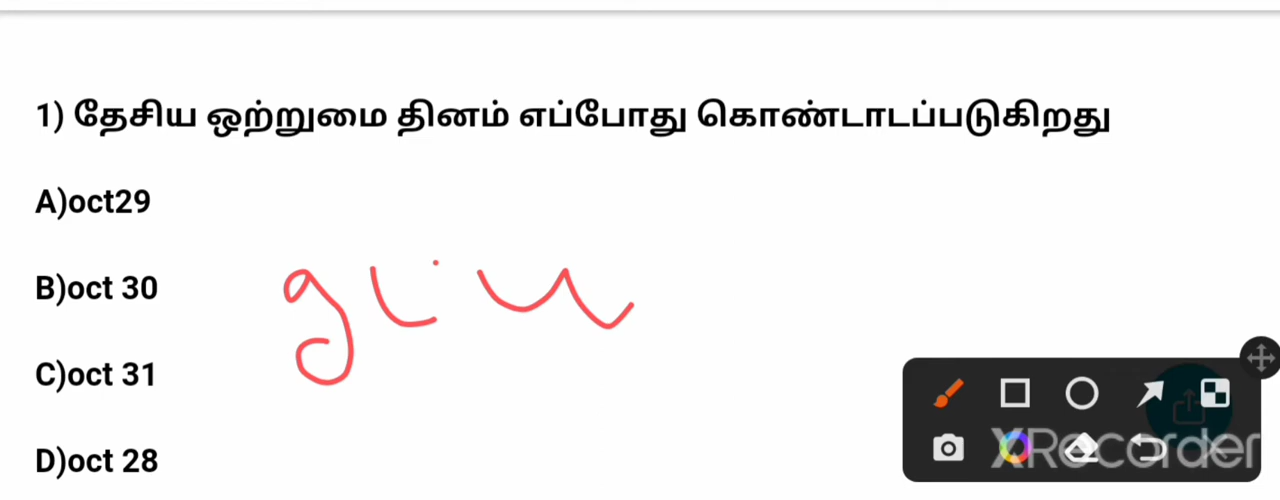 1) தேசிய ஒற்றுமை தினம் எப்போது கொண்டாடப்படுகிறது
A)oct29
B)oct 30
C)oct 31
D)oct 28
XRecorder